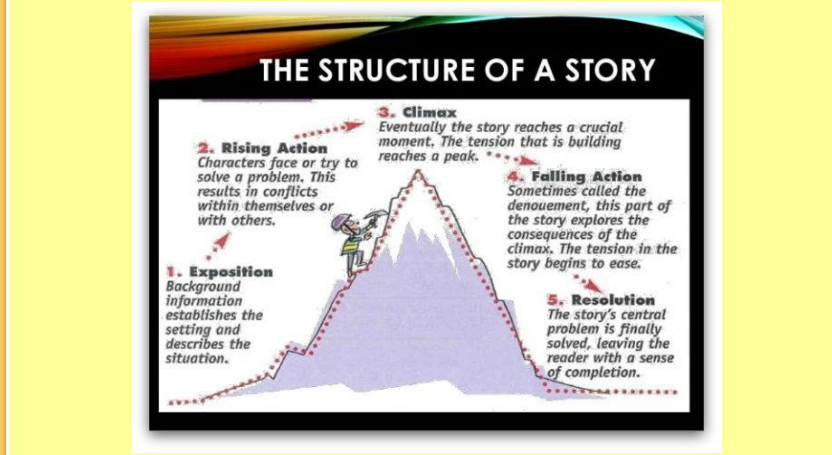 THE STRUCTURE OF A STORY
1. Exposition
Background
information
establishes the
setting and
describes the
situation.
2. Rising Action
Characters face or try to
solve a problem. This
results in conflicts
within themselves or
with others.
3. Climax
Eventually the story reaches a crucial
moment. The tension that is building
reaches a peak.
4. Falling Action
Sometimes called the
denouement, this part of
the story explores the
consequences of the
climax. The tension in the
story begins to ease.
5. Resolution
The story's central
problem is finally
solved, leaving the
reader with a sense
of completion.